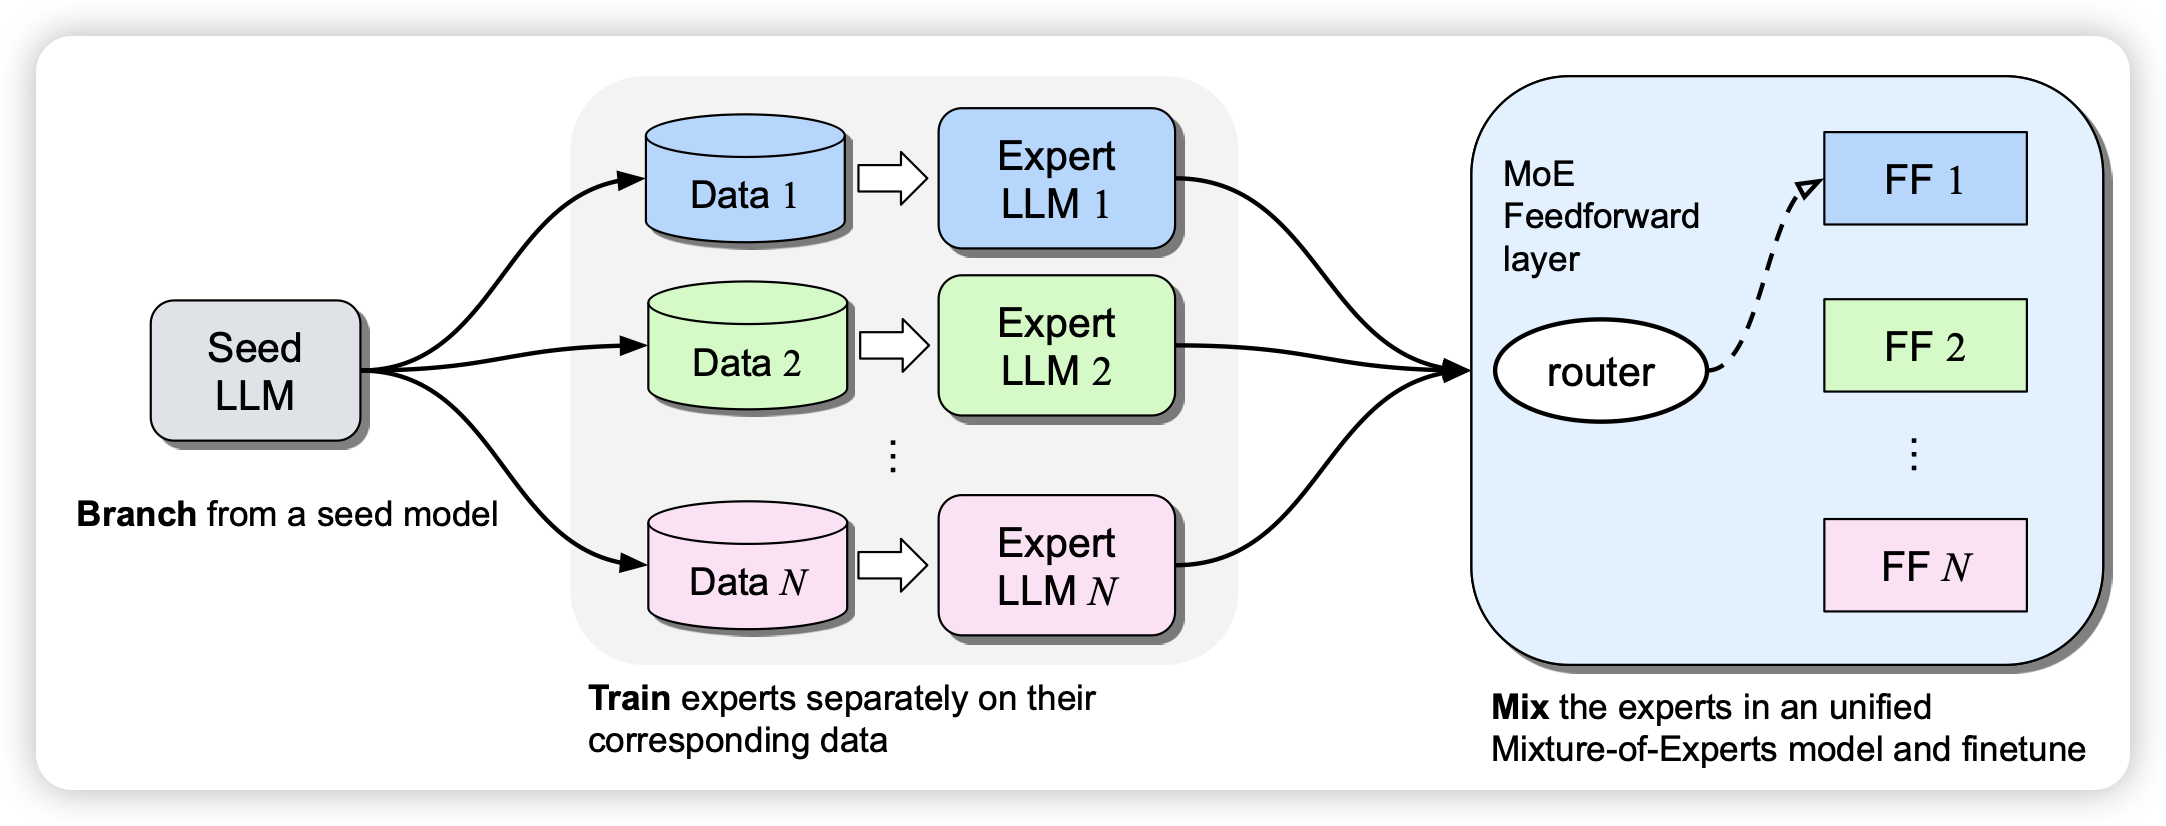 Seed
LLM
Branch from a seed model
Data 1
Expert
LLM 1
Data 2
Expert
LLM 2
⋮
Data N
Expert
LLM N
Train experts separately on their
corresponding data
MoE
Feedforward
layer
router
FF 1
FF 2
⋮
FF N
Mix the experts in an unified
Mixture-of-Experts model and finetune